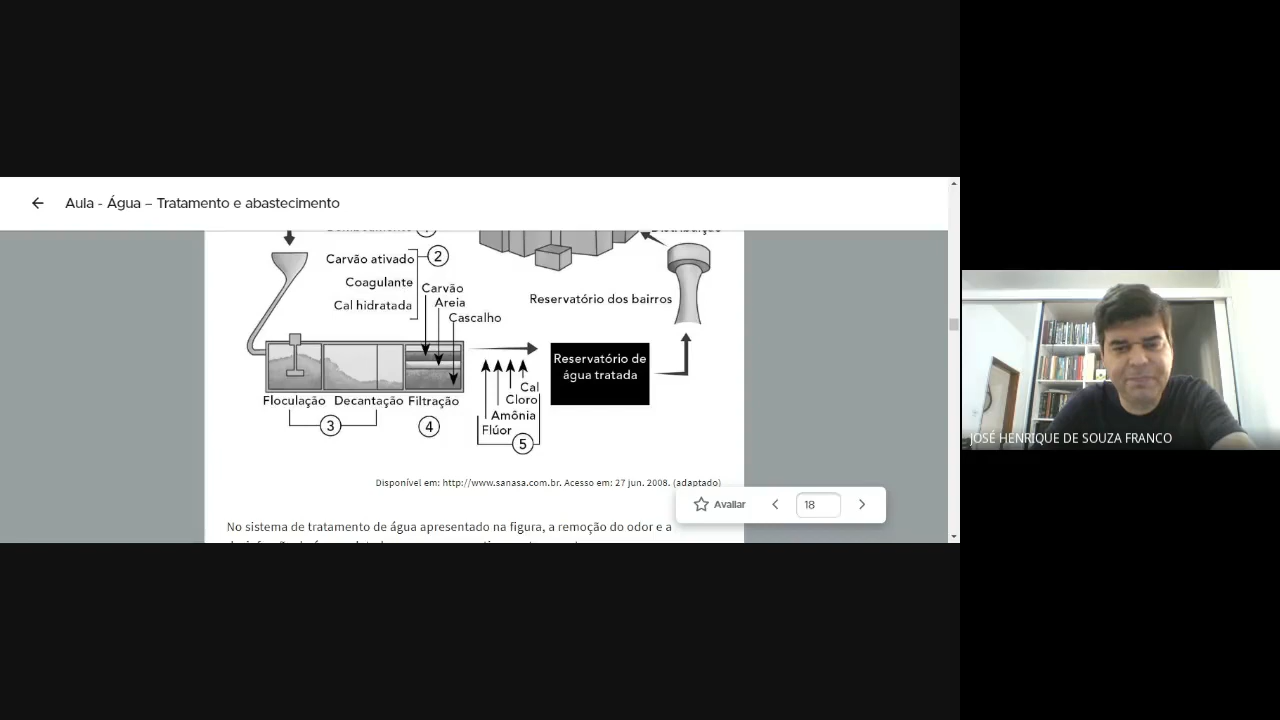 Aula - Água – Tratamento e abastecimento
Carvão ativado
2
Coagulante
Cal hidratada
Carvão
Areia
Cascalho
Reservatório dos bairros
Reservatório de
água tratada
Floculação Decantação Filtração
3
4
Cal
Cloro
Amônia
Flúor
5
Disponível em: http://www.sanasa.com.br. Acesso em: 27 jun. 2008. (adaptado)
Avaliar
18
No sistema de tratamento de água apresentado na figura, a remoção do odor e a
JOSÉ HENRIQUE DE SOUZA FRANCO